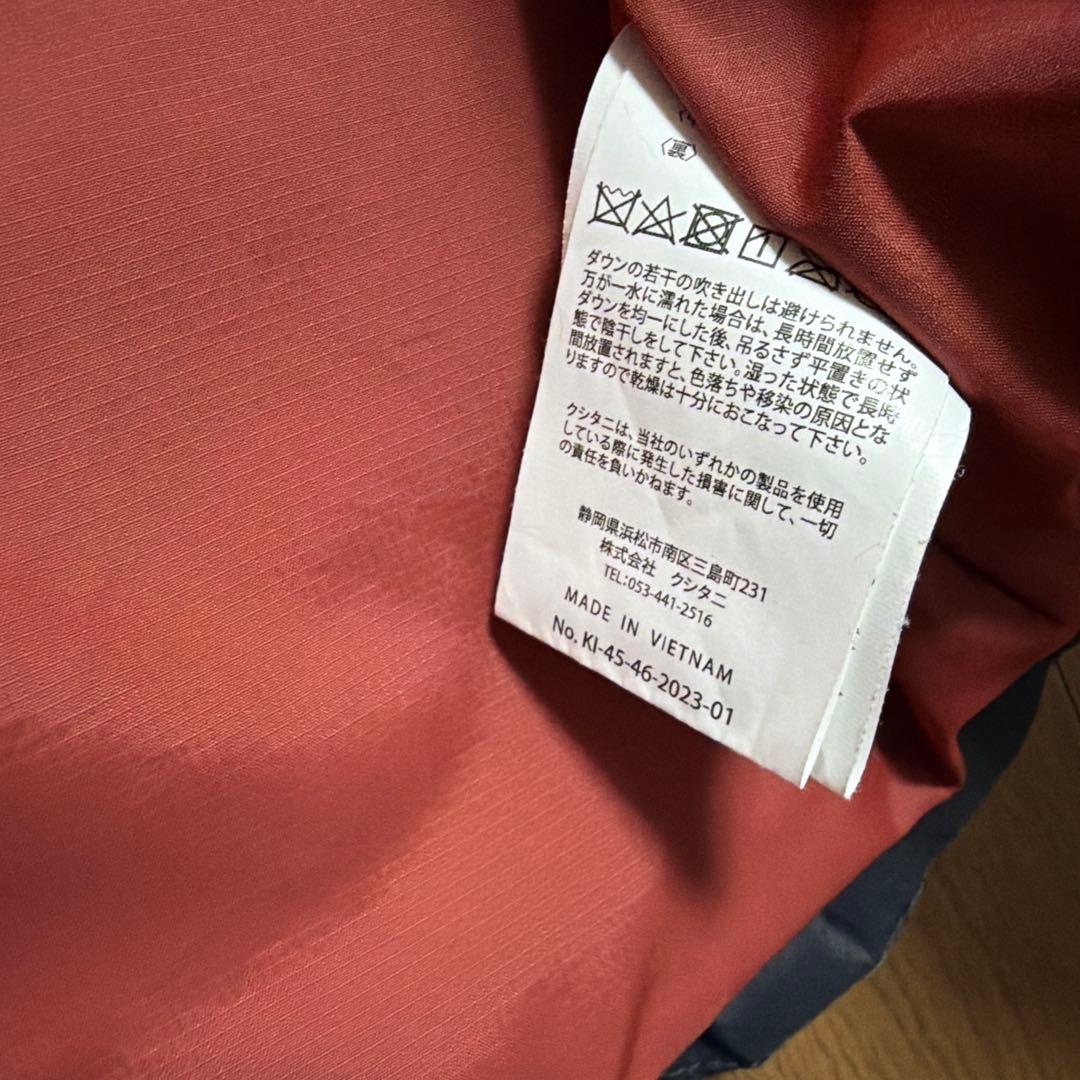 〈裏〉
ダウンの若干の吹き出しは避けられません。
万が一水に濡れた場合は、長時間放置せず
ダウンを均一にした後、吊るさず平置きの状
態で陰干しをして下さい。湿った状態で長時
間放置されますと、色落ちや移染の原因とな
りますので乾燥は十分におこなって下さい。
クシタニは、当社のいずれかの製品を使用
している際に発生した損害に関して、一切
の責任を負いかねます。
静岡県浜松市南区三島町231
株式会社 クシタニ
TEL:053-441-2516
MADE IN VIETNAM
No. KI-45-46-2023-01